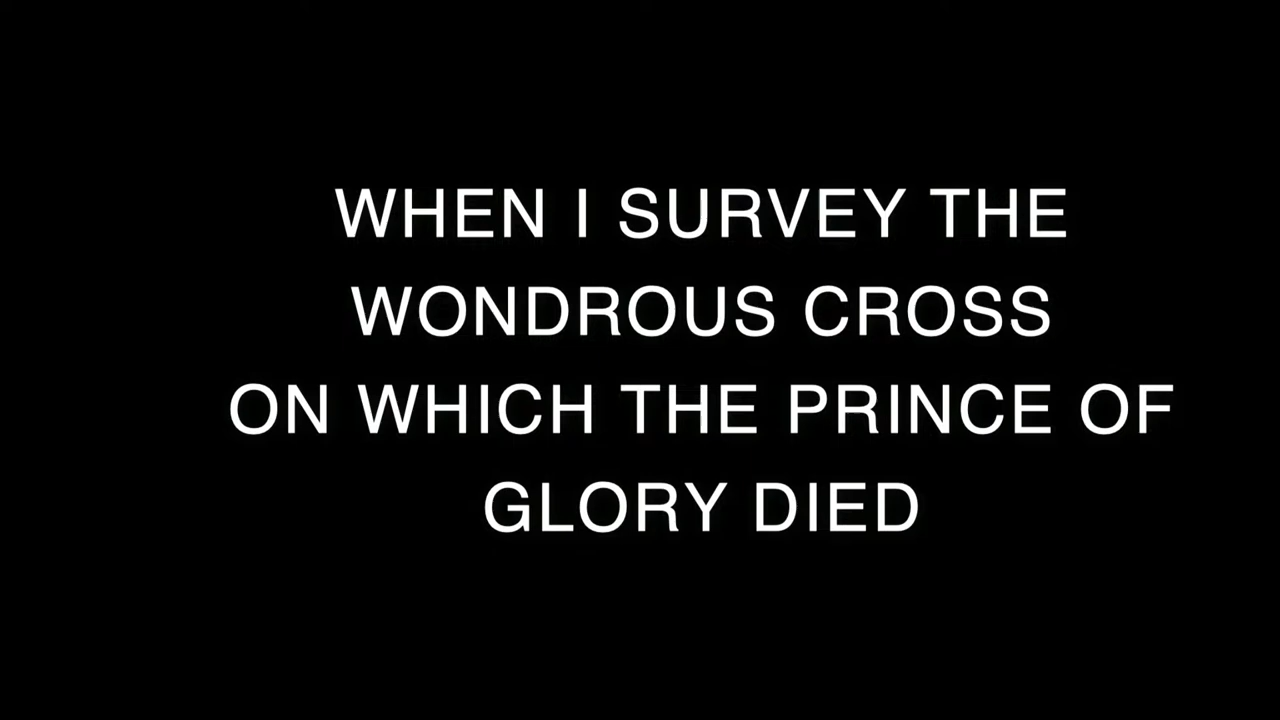 WHEN I SURVEY THE
WONDROUS CROSS
ON WHICH THE PRINCE OF
GLORY DIED